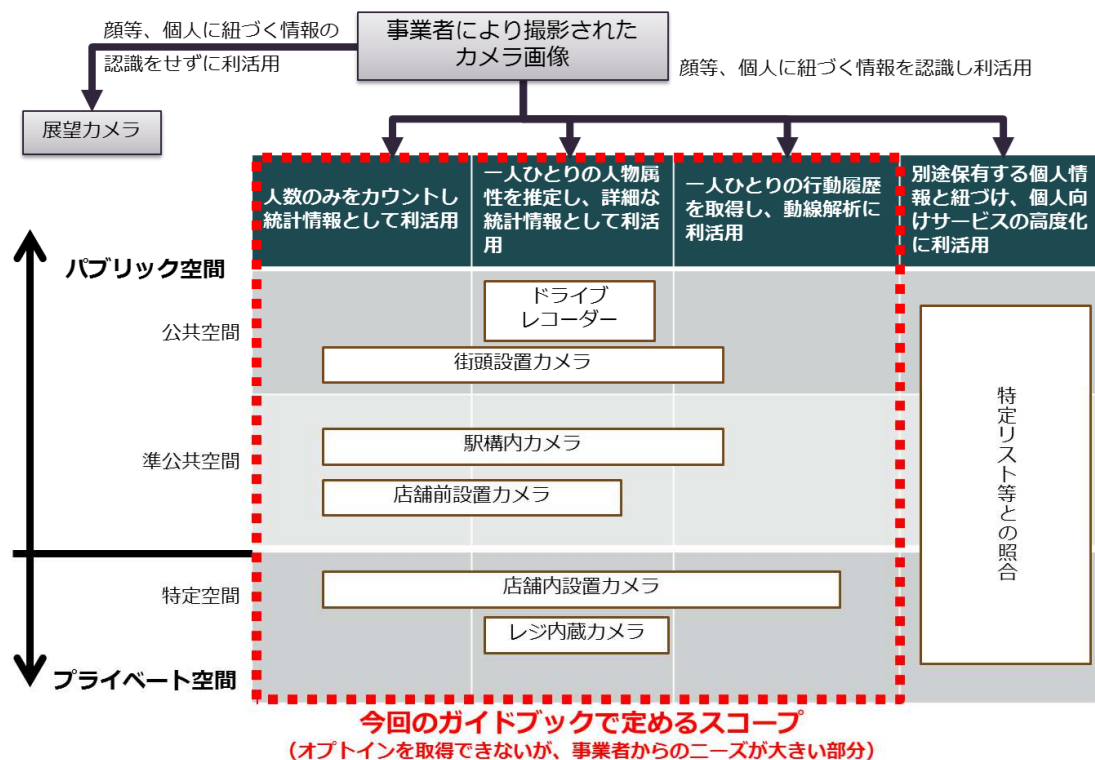 事業者により撮影された
カメラ画像
顔等、個人に紐づく情報の
認識をせずに利活用
顔等、個人に紐づく情報を認識し利活用
展望カメラ
人数のみをカウントし
統計情報として利活用
一人ひとりの人物属
性を推定し、詳細な
統計情報として利活
用
一人ひとりの行動履歴
を取得し、動線解析に
利活用
別途保有する個人情
報と紐づけ、個人向
けサービスの高度化
に利活用
パブリック空間
公共空間
ドライブ
レコーダー
街頭設置カメラ
準公共空間
駅構内カメラ
店舗前設置カメラ
特定空間
店舗内設置カメラ
レジ内蔵カメラ
特定リスト等との照合
プライベート空間
今回のガイドブックで定めるスコープ
（オプトインを取得できないが、事業者からのニーズが大きい部分）